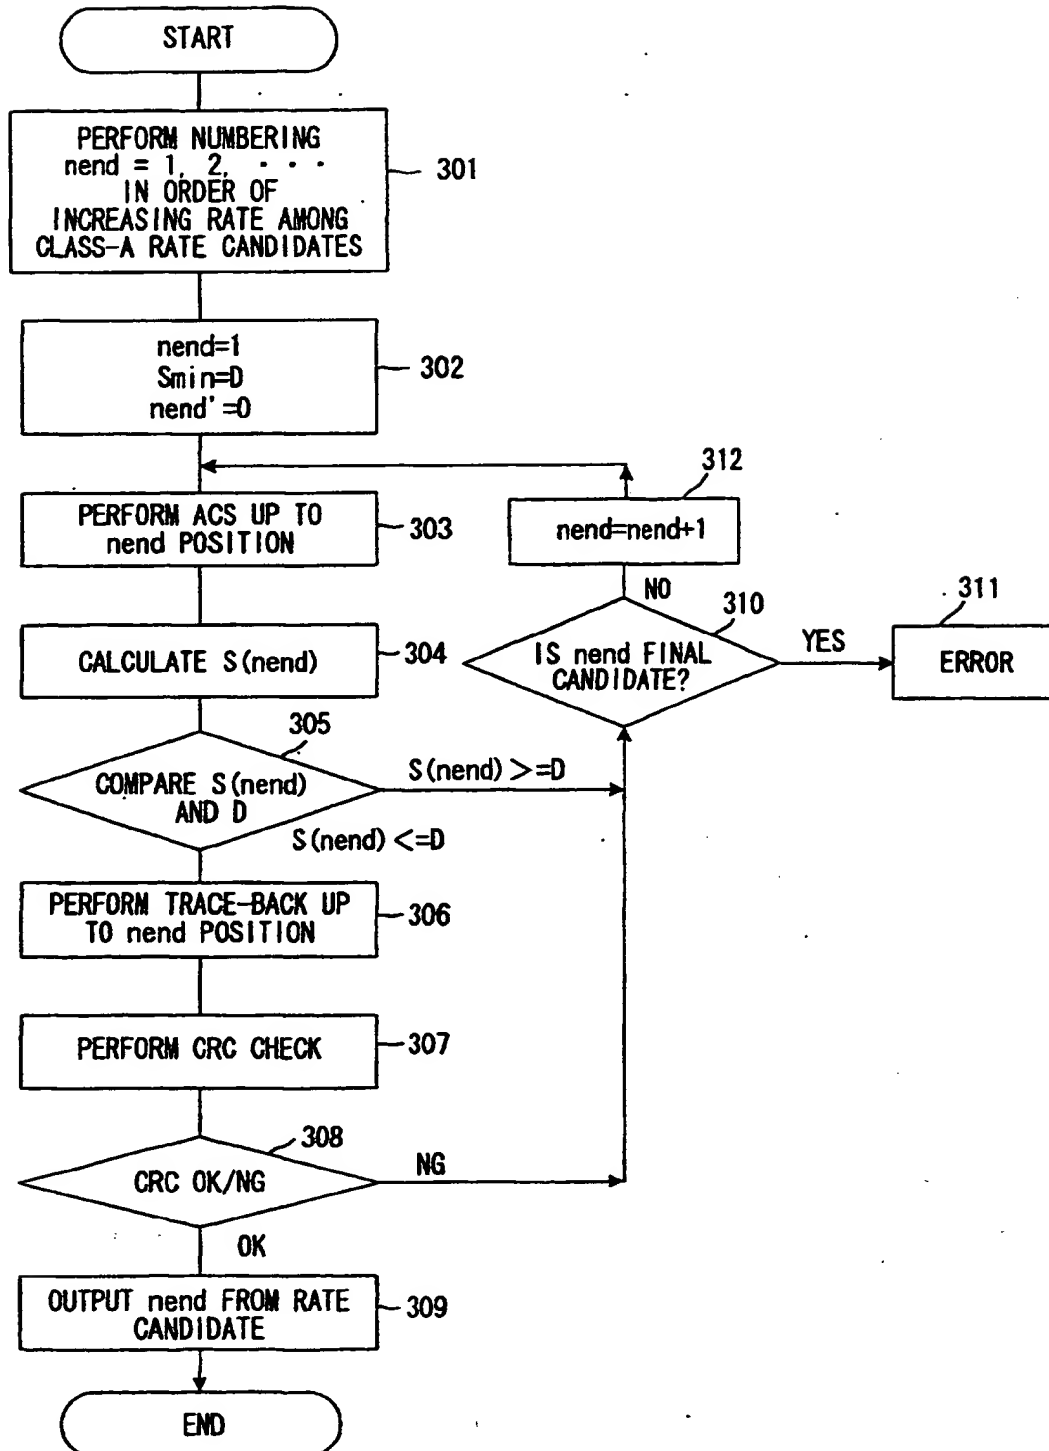 START
PERFORM NUMBERING
nend = 1, 2, · · ·
IN ORDER OF
INCREASING RATE AMONG
CLASS-A RATE CANDIDATES
301
nend=1
Smin=D
nend'=0
302
PERFORM ACS UP TO
nend POSITION
303
312
nend=nend+1
CALCULATE S(nend)
304
NO
310
IS nend FINAL
CANDIDATE?
YES
311
ERROR
305
COMPARE S(nend)
AND D
S(nend) >=D
S(nend) <=D
PERFORM TRACE-BACK UP
TO nend POSITION
306
PERFORM CRC CHECK
307
308
CRC OK/NG
NG
OK
OUTPUT nend FROM RATE
CANDIDATE
309
END